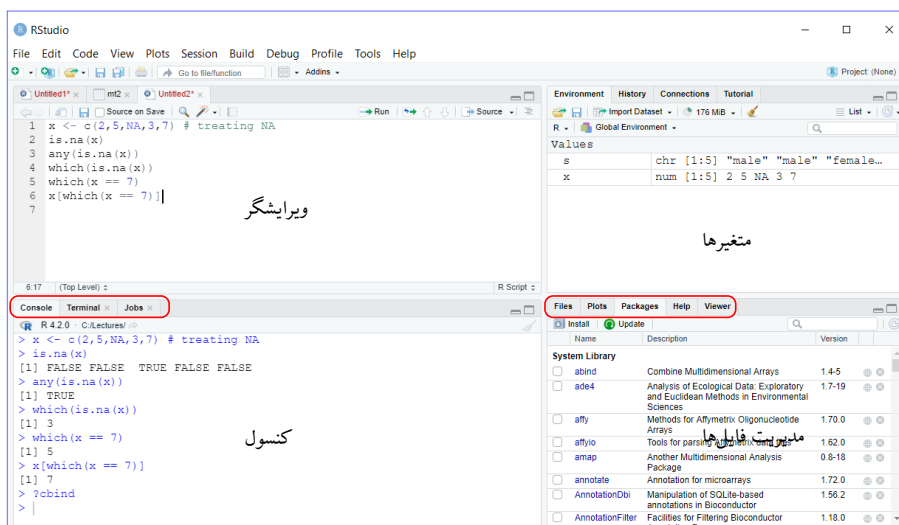 RStudio
File Edit Code View Plots Session Build Debug Profile Tools Help
Go to file/function Addins Project: (None)
Untitled1* mt2 Untitled2*
Source on Save Run Source
1 x <- c(2,5,NA,3,7) # treating NA
2 is.na(x)
3 any(is.na(x))
4 which(is.na(x))
5 which(x == 7)
6 x[which(x == 7)]
7
ویرایشگر
6:17 (Top Level) R Script
Environment History Connections Tutorial
Import Dataset 176 MiB List
R Global Environment
Values
s chr [1:5] "male" "male" "female…
x num [1:5] 2 5 NA 3 7
متغیرها
Console Terminal Jobs
R R 4.2.0 · C:/Lectures/
> x <- c(2,5,NA,3,7) # treating NA
> is.na(x)
[1] FALSE FALSE  TRUE FALSE FALSE
> any(is.na(x))
[1] TRUE
> which(is.na(x))
[1] 3
> which(x == 7)
[1] 5
> x[which(x == 7)]
[1] 7
> ?cbind
>
کنسول
Files Plots Packages Help Viewer
Install Update
Name Description Version
System Library
abind Combine Multidimensional Arrays 1.4-5
ade4 Analysis of Ecological Data: Exploratory 1.7-19
and Euclidean Methods in Environmental
Sciences
affy Methods for Affymetrix Oligonucleotide 1.70.0
Arrays
affyio Tools for parsing Affymetrix data files 1.62.0
مدیریت فایل‌ها
amap Another Multidimensional Analysis 0.8-18
Package
annotate Annotation for microarrays 1.72.0
AnnotationDbi Manipulation of SQLite-based 1.56.2
annotations in Bioconductor
AnnotationFilter Facilities for Filtering Bioconductor 1.18.0